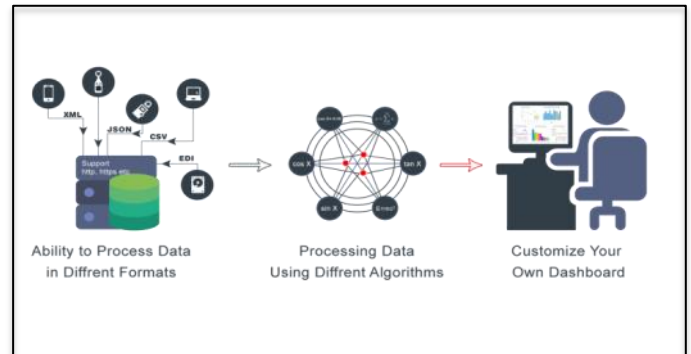 XML
JSON
CSV
EDI
Support
http, https etc
cos X
tan X
sin X
E=mc²
Ability to Process Data
in Diffrent Formats
Processing Data
Using Diffrent Algorithms
Customize Your
Own Dashboard